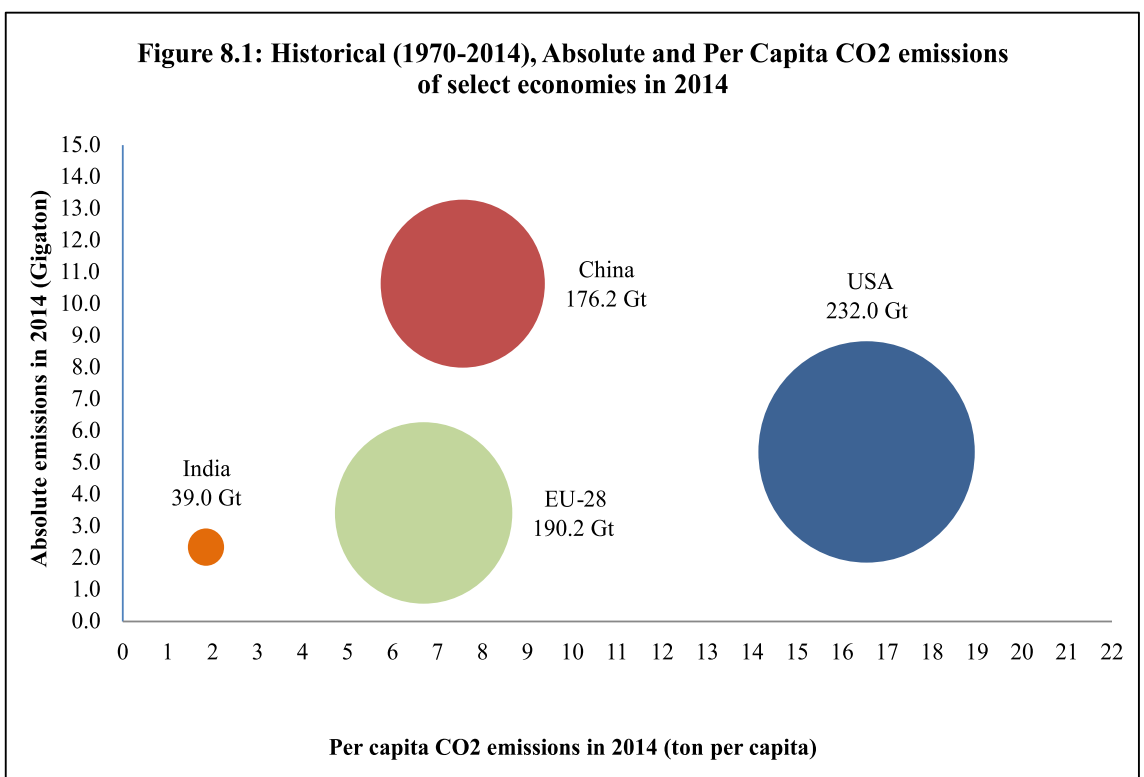 Figure 8.1: Historical (1970-2014), Absolute and Per Capita CO2 emissions
of select economies in 2014
Absolute emissions in 2014 (Gigaton)
15.0
14.0
13.0
12.0
11.0
10.0
9.0
8.0
7.0
6.0
5.0
4.0
3.0
2.0
1.0
0.0
China
176.2 Gt
USA
232.0 Gt
India
39.0 Gt
EU-28
190.2 Gt
0 1 2 3 4 5 6 7 8 9 10 11 12 13 14 15 16 17 18 19 20 21 22
Per capita CO2 emissions in 2014 (ton per capita)